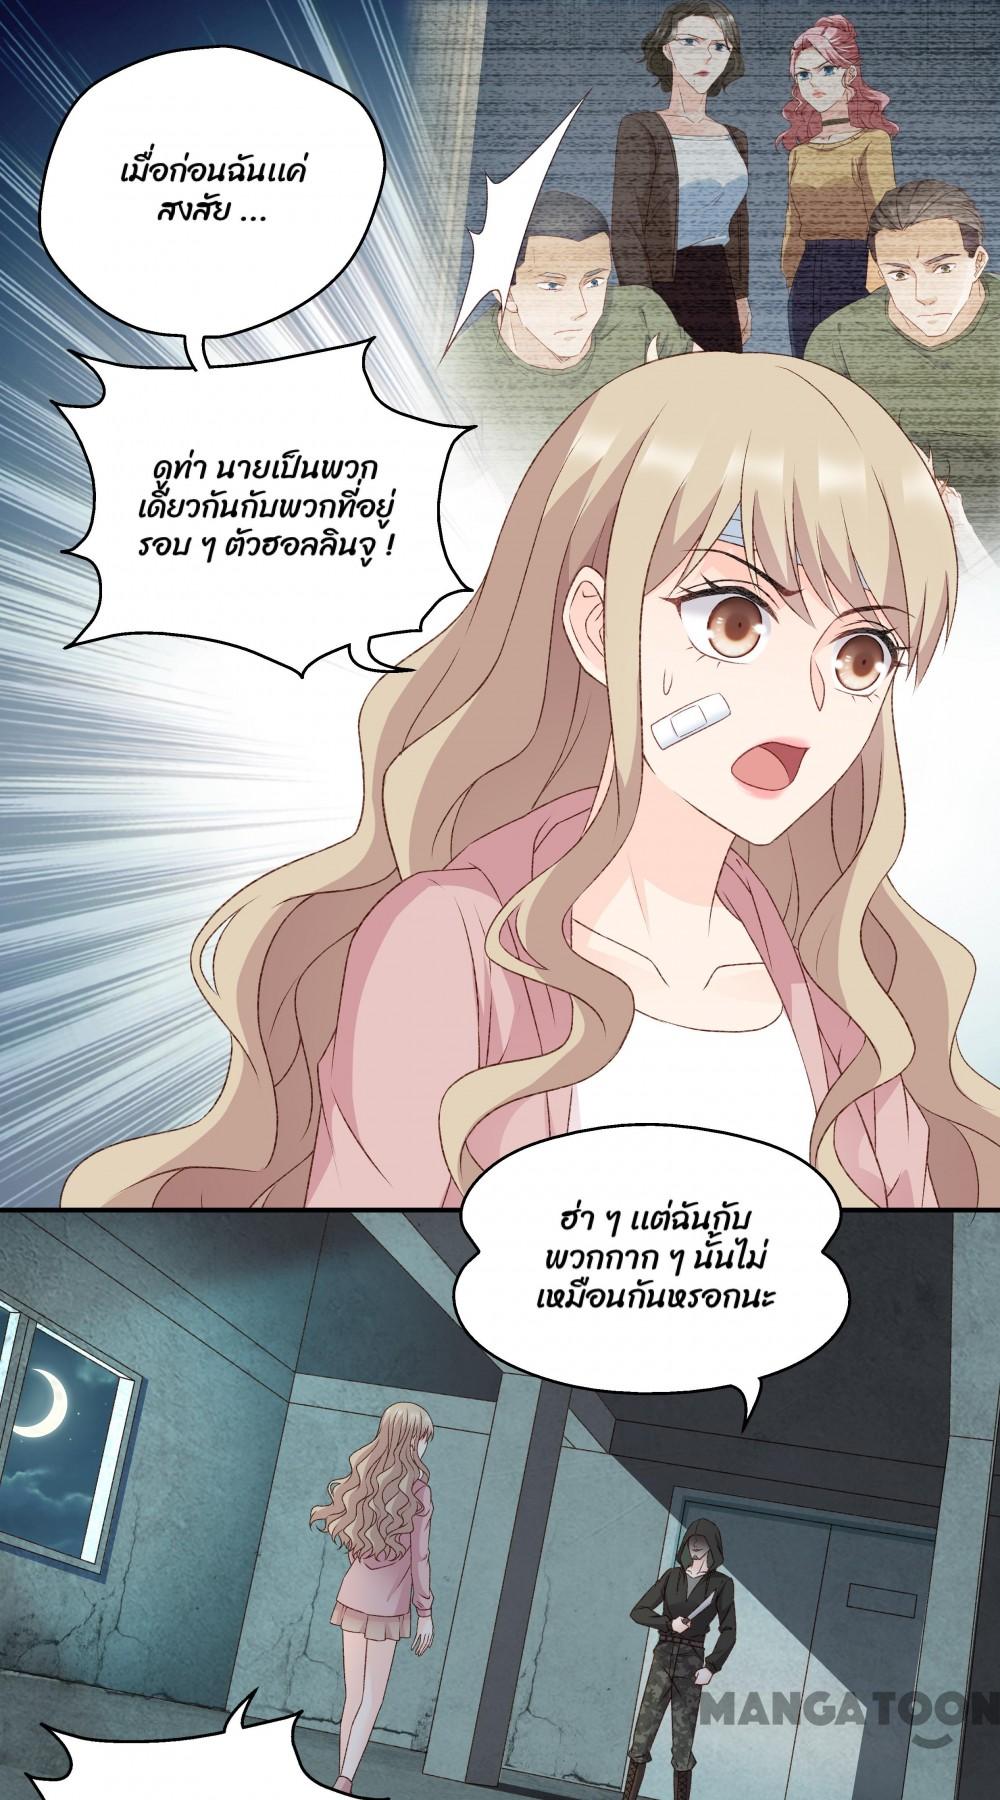 เมื่อก่อนฉันแค่
สงสัย ...
ดูท่า นายเป็นพวก
เดียวกันกับพวกที่อยู่
รอบ ๆ ตัวฮอลลินจู !
ฮ่า ๆ แต่ฉันกับ
พวกกาก ๆ นั้นไม่
เหมือนกันหรอกนะ
MANGATOON